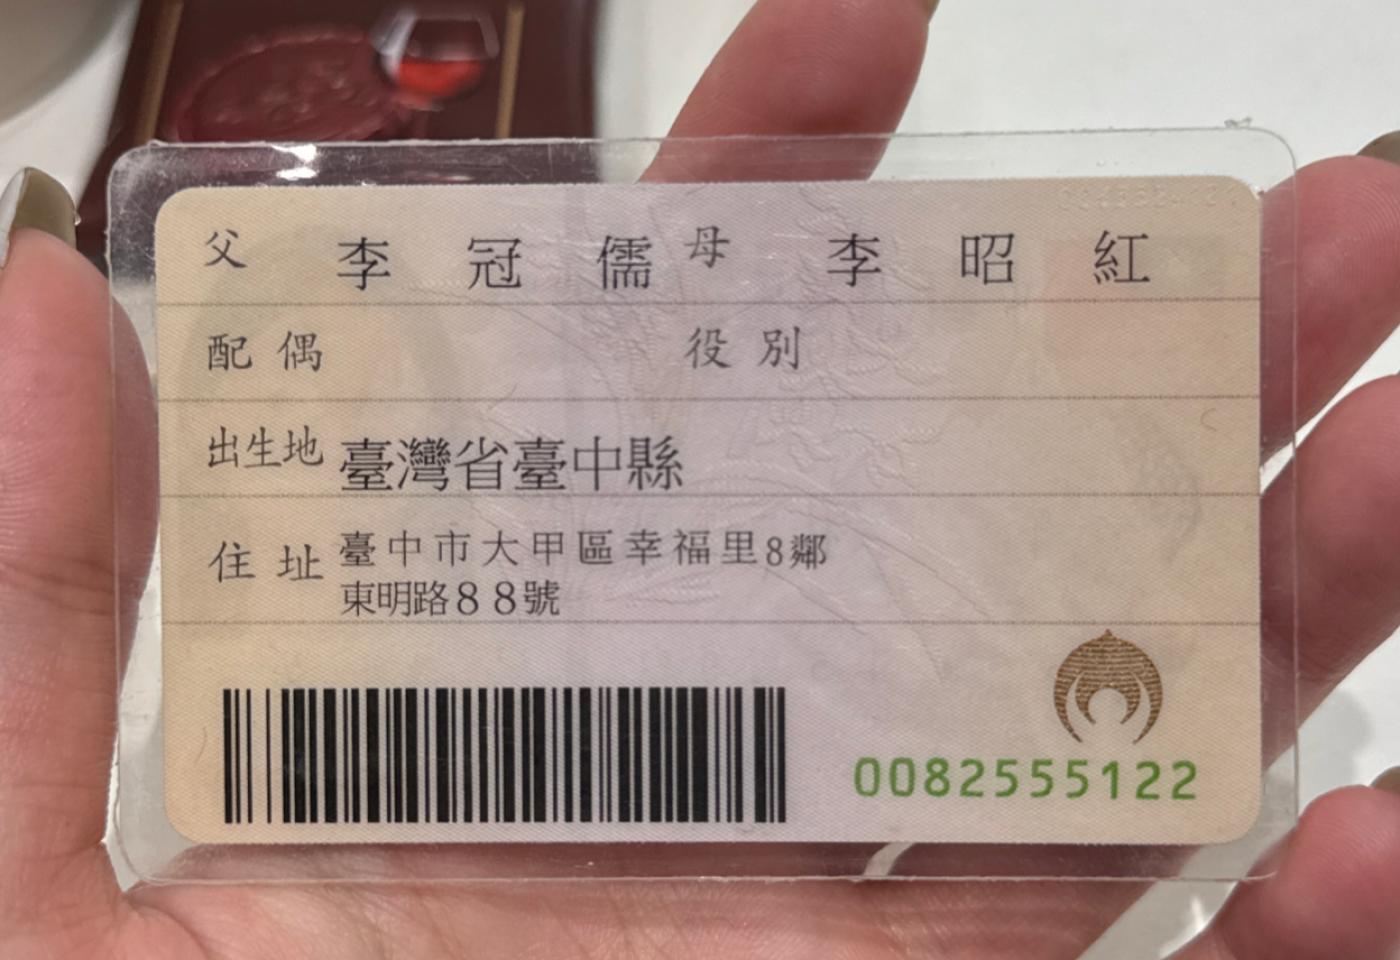 父 李冠儒 母 李昭紅
配偶 役別
出生地 臺灣省臺中縣
住址 臺中市大甲區幸福里8鄰
東明路88號
0082555122